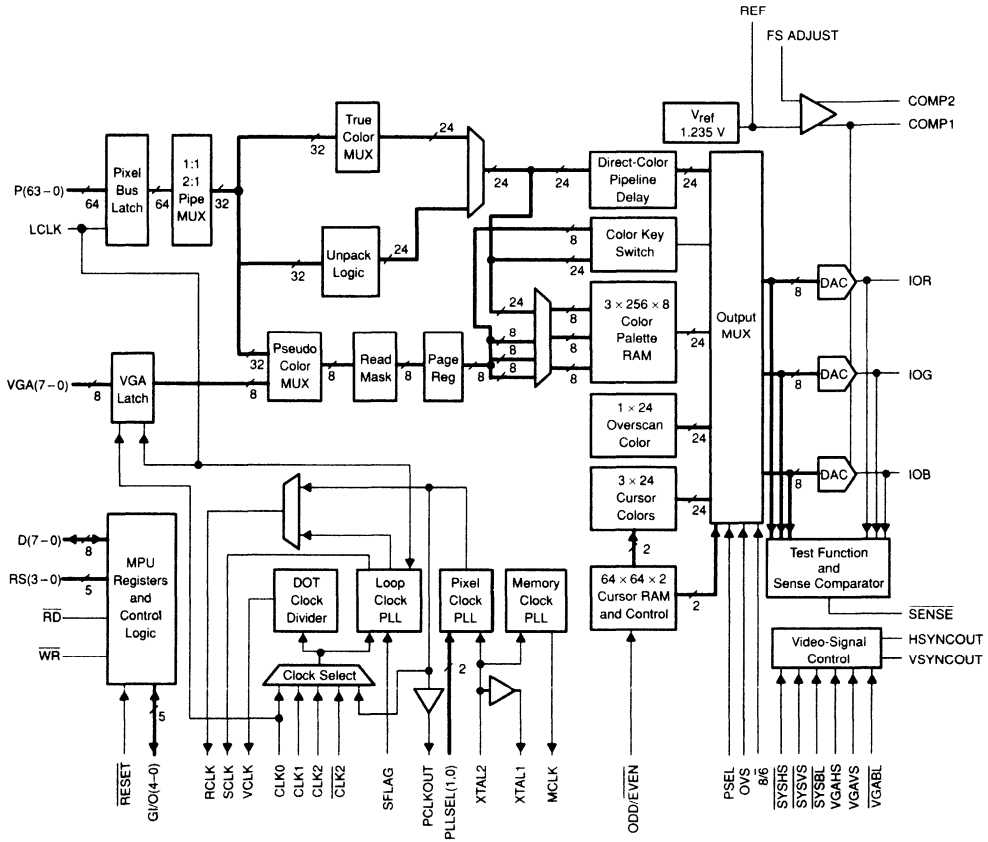 REF
FS ADJUST
COMP2
COMP1
Vref
1.235 V
True
Color
MUX
32
24
Pixel
Bus
Latch
1:1
2:1
Pipe
MUX
P(63–0)
64
64
32
LCLK
24
24
Direct-Color
Pipeline
Delay
24
Unpack
Logic
32
24
Color Key
Switch
8
24
Output
MUX
3 × 256 × 8
Color
Palette
RAM
24
8
8
8
24
8
8
8
DAC
8
IOR
Pseudo
Color
MUX
32
8
Read
Mask
8
Page
Reg
8
8
VGA(7–0)
8
VGA
Latch
DAC
8
IOG
1 × 24
Overscan
Color
24
DAC
8
IOB
3 × 24
Cursor
Colors
24
2
D(7–0)
8
RS(3–0)
5
RD
WR
MPU
Registers
and
Control
Logic
5
DOT
Clock
Divider
Loop
Clock
PLL
Pixel
Clock
PLL
Memory
Clock
PLL
64 × 64 × 2
Cursor RAM
and Control
2
Test Function
and
Sense Comparator
SENSE
Clock Select
2
Video-Signal
Control
HSYNCOUT
VSYNCOUT
RESET
GI/O(4–0)
RCLK
SCLK
VCLK
CLK0
CLK1
CLK2
CLK2
SFLAG
PCLKOUT
PLLSEL(1,0)
XTAL2
XTAL1
MCLK
ODD/EVEN
PSEL
OVS
8/6
SYSHS
SYSVS
SYSBL
VGAHS
VGAVS
VGABL